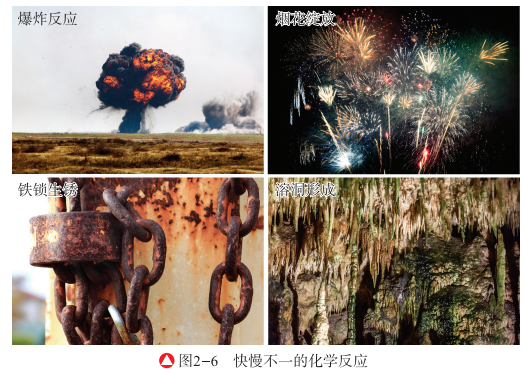 爆炸反应
烟花绽放
铁锁生锈
溶洞形成
图2-6 快慢不一的化学反应